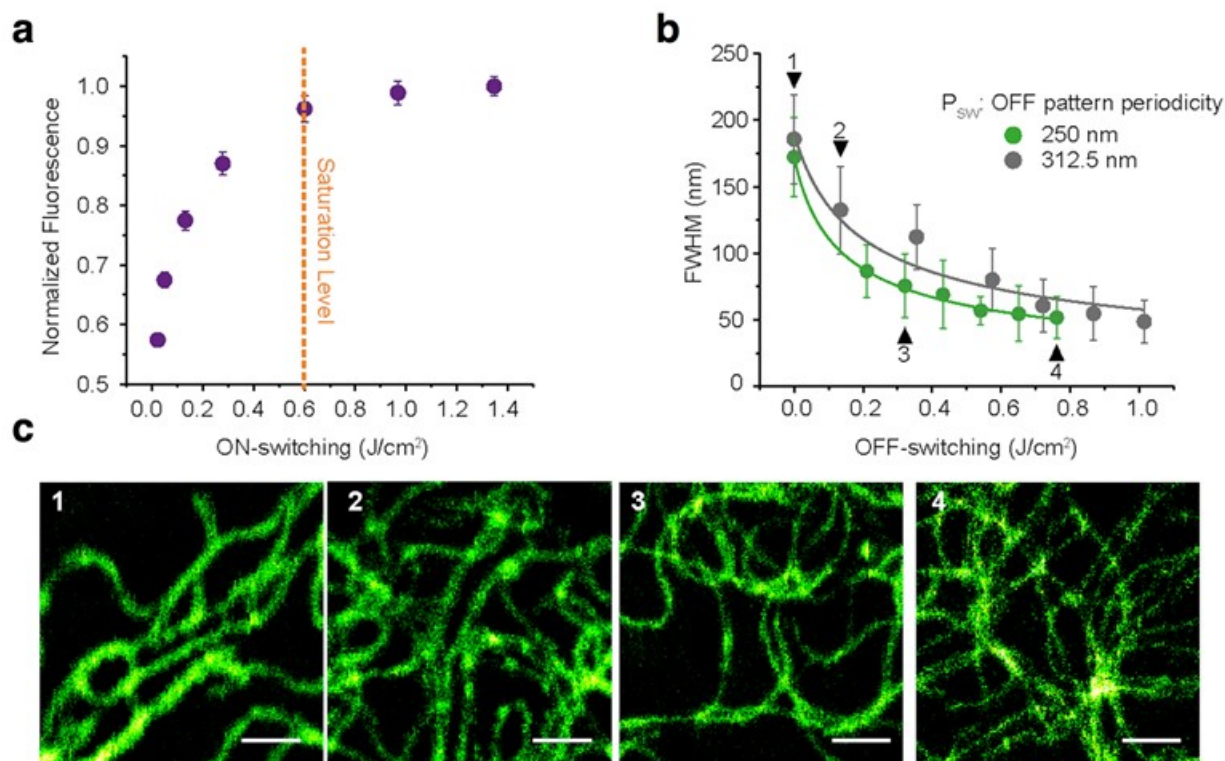 a
Normalized Fluorescence
1.0
0.9
0.8
0.7
0.6
0.5
Saturation Level
0.0 0.2 0.4 0.6 0.8 1.0 1.2 1.4
ON-switching (J/cm²)
b
FWHM (nm)
250
200
150
100
50
0
1
2
3
4
P_SW: OFF pattern periodicity
250 nm
312.5 nm
0.0 0.2 0.4 0.6 0.8 1.0
OFF-switching (J/cm²)
c
1
2
3
4